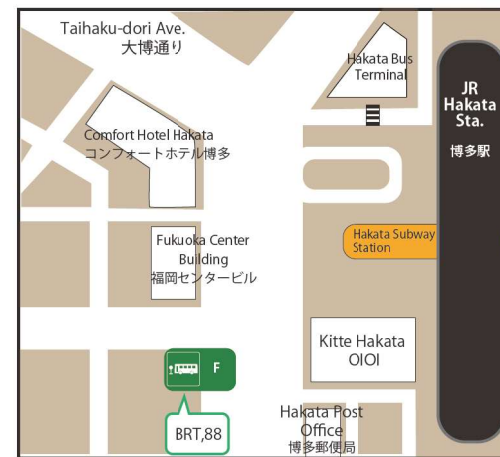 Taihaku-dori Ave.
大博通り
Hakata Bus
Terminal
JR
Hakata
Sta.
博多駅
Comfort Hotel Hakata
コンフォートホテル博多
Hakata Subway
Station
Fukuoka Center
Building
福岡センタービル
Kitte Hakata
OIOI
F
BRT,88
Hakata Post
Office
博多郵便局